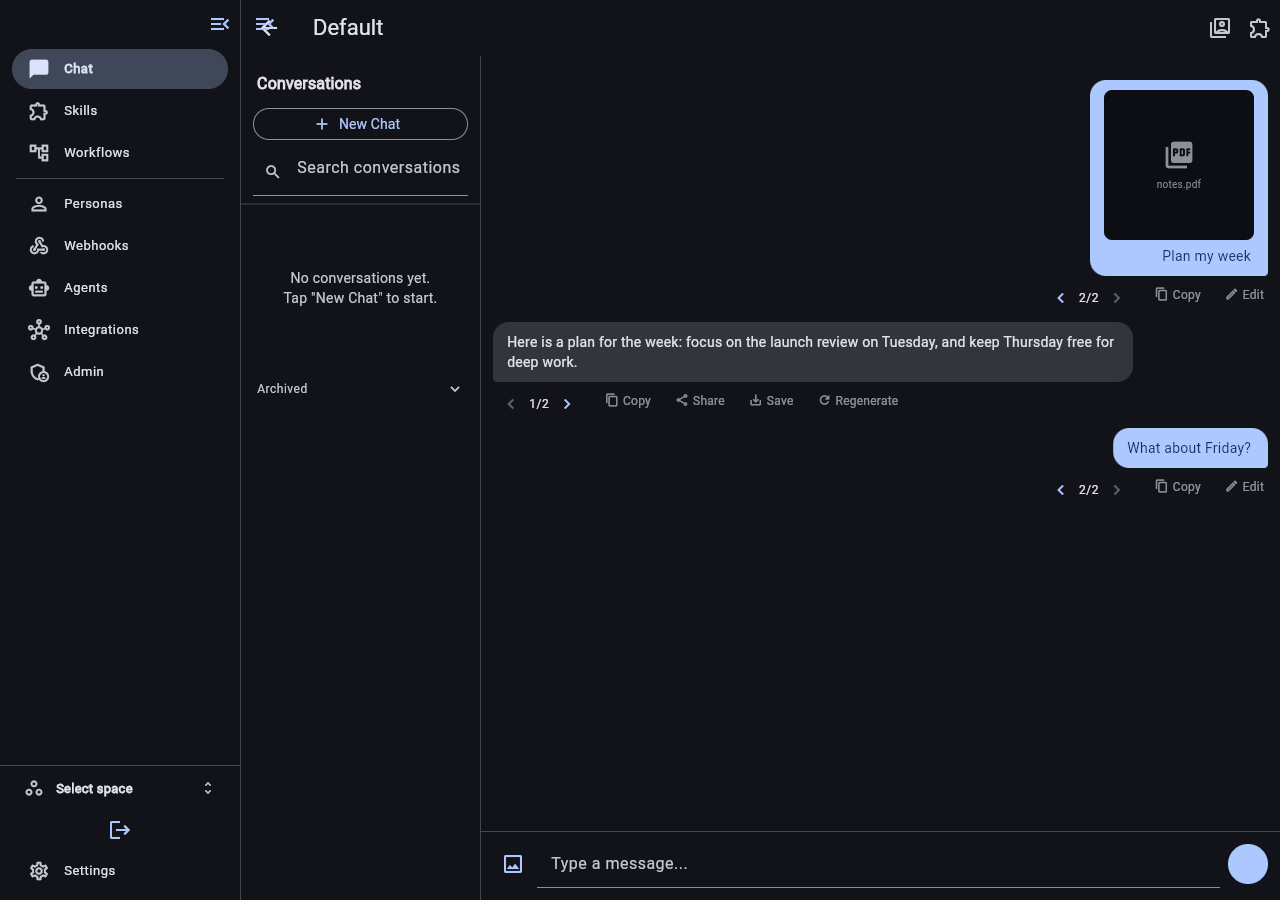 Default
Chat
Skills
Workflows
Personas
Webhooks
Agents
Integrations
Admin
Select space
Settings
Conversations
New Chat
Search conversations
No conversations yet.
Tap "New Chat" to start.
Archived
PDF
notes.pdf
Plan my week
2/2 Copy Edit
Here is a plan for the week: focus on the launch review on Tuesday, and keep Thursday free for
deep work.
1/2 Copy Share Save Regenerate
What about Friday?
2/2 Copy Edit
Type a message...